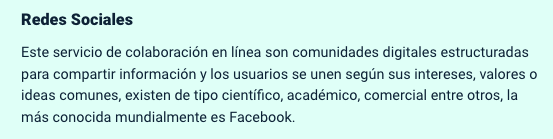 Redes Sociales
Este servicio de colaboración en línea son comunidades digitales estructuradas
para compartir información y los usuarios se unen según sus intereses, valores o
ideas comunes, existen de tipo científico, académico, comercial entre otros, la
más conocida mundialmente es Facebook.